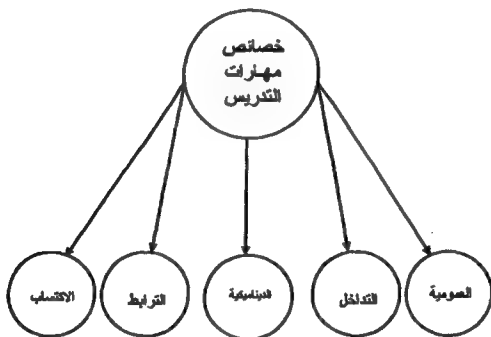 خصائص
مهارات
التدريس
العمومية
التداخل
الديناميكية
الترابط
الاكتساب